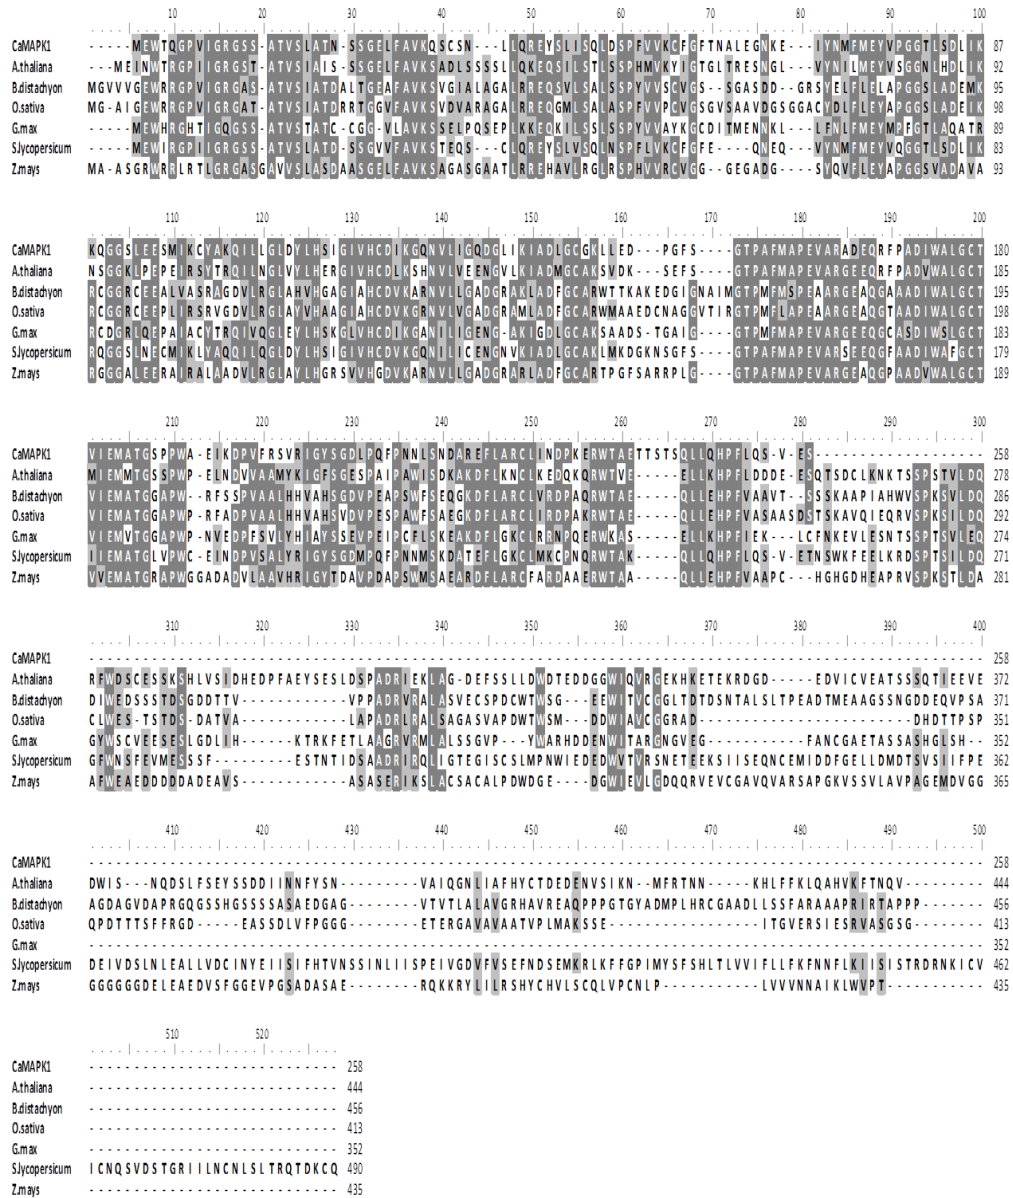 10 20 30 40 50 60 70 80 90 100
CaMAPK1 -----MEWTQGPVIGRGSS-ATVSLATN-SSGELFAVKQSCSN---LLQREYSLISQLDSPFVVKCFGFTNALEGNKE---IYNMFMEYVPGGTLSDLIK 87
A.thaliana ---MEINWTRGPIIGRGST-ATVSIAIS-SSGELFAVKSADLSSSSLLQKEQSILSTLSSPHMVKYIGTGLTRESNGL---VYNILMEYVSGGNLHDLIK 92
B.distachyon MGVVVGEWRRGPVIGRGAS-ATVSIATDALTGEAFAVKSVGIALAGALRREQSVLSALSSPYVVSCVGS-SGASDD--GRSYELFLELAPGGSLADEMK 95
O.sativa MG-AIGEWRRGPVIGRGAT-ATVSIATDRRTGGVFAVKSVDVARAGALRREQGMLSALASPFVVPCVGSGVSAAVDGSGGACYDLFLEYAPGGSLADEIK 98
G.max -----MEWHRGHTIGQGSS-ATVSTATC-CGG-VLAVKSSELPQSEPLKKEQKILSSLSSPYVVAYKGCDITMENNKL---LFNLFMEYMPFGTLAQATR 89
S.lycopersicum -----MEWIRGPIIGRGSS-ATVSLATD-SSGVVFAVKSTEQS---CLQREYSLVSQLNSPFLVKCFGFE---QNEQ---VYNMFMEYVQGGTLSDLIK 83
Z.mays MA-ASGRWRRLRTLGRGASGAVVSLASDAASGELFAVKSAGASGAATLRREHAVLRGLRSPHVVRCVGG--GEGADG----SYQVFLEYAPGGSVADAVA 93
110 120 130 140 150 160 170 180 190 200
CaMAPK1 KQGGSLEESMIKCYAKQILLGLDYLHSIGIVHCDIKGQNVLIGQDGLIKIADLGCGKLLED---PGFS----GTPAFMAPEVARADEQRFPADIWALGCT 180
A.thaliana NSGGKLPEPEIRSYTRQILNGLVYLHERGIVHCDLKSHNVLVEENGVLKIADMGCAKSVDK---SEFS----GTPAFMAPEVARGEEQRFPADVWALGCT 185
B.distachyon RCGGRCEEALVASRAGDVLRGLAHVHGAGIAHCDVKARNVLLGADGRAKLADFGCARWTTKAKEDGIGNAIMGTPMFMSPEAARGEAQGAAADIWALGCT 195
O.sativa RCGGRCEEPLIRSRVGDVLRGLAYVHAAGIAHCDVKGRNVLVGADGRAMLADFGCARWMAAEDCNAGGVTIRGTPMFLAPEAARGEAQGTAADIWALGCT 198
G.max RCDGRLQEPAIACYTRQIVQGLEYLHSKGLVHCDIKGANILIGENG-AKIGDLGCAKSAADS-TGAIG----GTPMFMAPEVARGEEQGCASDIWSLGCT 183
S.lycopersicum RQGGSLNECMIKLYAQQILQGLDYLHSIGIVHCDVKGQNILICENGNVKIADLGCAKLMKDGKNSGFS----GTPAFMAPEVARSEEQGFAADIWAFGCT 179
Z.mays RGGGALEERAIRALAADVLRGLAYLHGRSVVHGDVKARNVLLGADGRARLADFGCARTPGFSARRPLG----GTPAFMAPEVARGEAQGPAADVWALGCT 189
210 220 230 240 250 260 270 280 290 300
CaMAPK1 VIEMATGSPPWA-EIKDPVFRSVRIGYSGDLPQFPNNLSNDAREFLARCLINDPKERWTAETTSTSQLLQHPFLQS-V-ES------------------- 258
A.thaliana MIEMMTGSSPWP-ELNDVVAAMYKIGFSGESPAIPAWISDKAKDFLKNCLKEDQKQRWTVE-----ELLKHPFLDDDE-ESQTSDCLKNKTSSPSTVLDQ 278
B.distachyon VIEMATGGAPW--RFSSPVAALHHVAHSGDVPEAPSWFSEQGKDFLARCLVRDPAQRWTAE-----QLLEHPFVAAVT--SSSKAAPIAHWVSPKSVLDQ 286
O.sativa VIEMATGGAPWP-RFADPVAALHHVAHSVDVPESPAWFSAEGKDFLARCLIRDPAKRWTAE-----QLLEHPFVASAASDSTSKAVQIEQRVSPKSILDQ 292
G.max VIEMVTGGAPWP-NVEDPFSVLYHIAYSSEVPEIPCFLSKEAKDFLGKCLRRNPQERWKAS-----ELLKHPFIEK---LCFNKEVLESNTSSPTSVLEQ 274
S.lycopersicum IIEMATGLVPWC-EINDPVSALYRIGYSGDMPQFPNNMSKDATEFLGKCLMKCPNQRWTAK-----QLLQHPFLQS-V-ETNSWKFEELKRDSPTSILDQ 271
Z.mays VVEMATGRAPWGGADADVLAAVHRIGYTDAVPDAPSWMSAEARDFLARCFARDAAERWTAA-----QLLEHPFVAAPC---HGHGDHEAPRVSPKSTLDA 281
310 320 330 340 350 360 370 380 390 400
CaMAPK1 ---------------------------------------------------------------------------------------------------- 258
A.thaliana RFWDSCESSKSHLVSIDHEDPFAEYSESLDSPADRIEKLAG-DEFSSLLDWDTEDDGGWIQVRGEKHKETEKRDGD-----EDVICVEATSSSQTIEEVE 372
B.distachyon DIWEDSSSTDSGDDTTV------------VPPADRVRALASVESPDCWTWSG----EEWITVCGGLTDTDSNTALSLTPEADTMEAAGSSNGDDEQVPSA 371
O.sativa CLWES-TSTDS-DATVA------------LAPADRLRALSAGASVAPDWTWSM---DDWIAVCGGRAD---------------------DHDTTPSP 351
G.max GYWSCVEESESLGDLIH------KTRKFETLAAGRVRMLALSSGVP---YWARHDDENWITARGNGVEG---------FANCGAETASSASHGLSH-- 352
S.lycopersicum GFWNSFEVMESSSF---------ESTNTIDSAADRIRQLIGTEGISCSLMPNWIEDEDWVTVRSNETEEKSIISEQNCEMIDDFGELLDMDTSVSIIFPE 362
Z.mays AFWEAEDDDDADEAVS-------------ASASERIKSLACSACALPDWDGE----DGWIEVLGDQQRVEVCGAVQVARSAPGKVSSVLAVPAGEMDVGG 365
410 420 430 440 450 460 470 480 490 500
CaMAPK1 ---------------------------------------------------------------------------------------------------- 258
A.thaliana DWIS---NQDSLFSEYSSDDIINNFYSN--------VAIQGNLIAFHYCTDEDENVSIKN--MFRTNN-----KHLFFKLQAHVKFTNQV--------- 444
B.distachyon AGDAGVDAPRGQGSSHGSSSSASAEDGAG-------VTVTLALAVGRHAVREAQPPPGTGYADMPLHRCGAADLLSSFARAAAPRIRTAPPP------- 456
O.sativa QPDTTTSFFRGD-----EASSDLVFPGGG-------ETERGAVAVAATVPLMAKSSE----------------ITGVERSIESRVASGSG--------- 413
G.max ---------------------------------------------------------------------------------------------------- 352
S.lycopersicum DEIVDSLNLEALLVDCINYEIISIFHTVNSSINLIISPEIVGDVFVSEFNDSEMKRLKFFGPIMYSFSHLTLVVIFLLFKFNNFLKIISISTRDRNKICV 462
Z.mays GGGGGGDELEAEDVSFGGEVPGSADASAE-------RQKKRYLILRSHYCHVLSCQLVPCNLP----------LVVVNNAIKLWVPT----------- 435
510 520
CaMAPK1 ---------------------------- 258
A.thaliana ---------------------------- 444
B.distachyon ---------------------------- 456
O.sativa ---------------------------- 413
G.max ---------------------------- 352
S.lycopersicum ICNQSVDSTGRIILNCNLSLTRQTDKCQ 490
Z.mays ---------------------------- 435